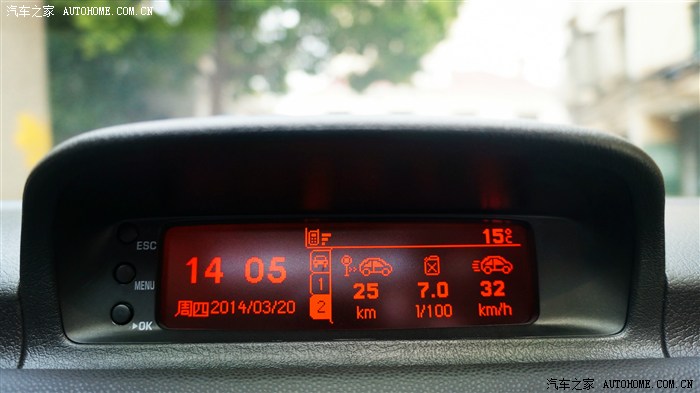 汽车之家 AUTOHOME.COM.CN
ESC
MENU
▶OK
15°C
14 05
周四2014/03/20
1
2
25
km
7.0
l/100
32
km/h
汽车之家 AUTOHOME.COM.CN